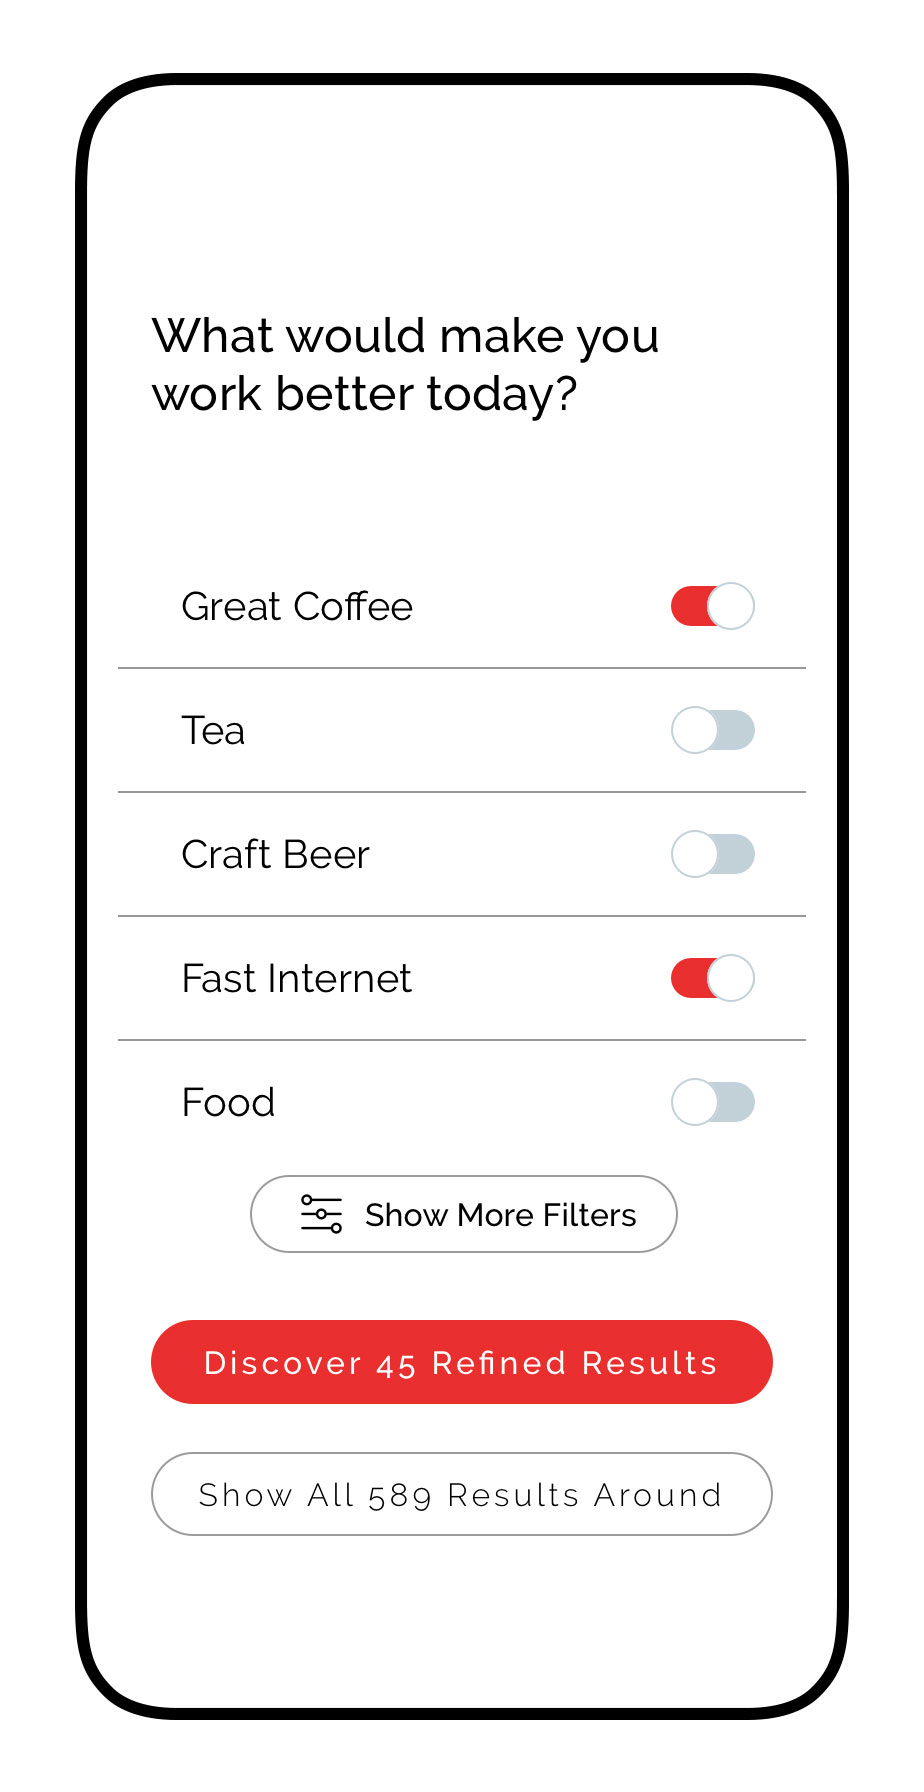 What would make you
work better today?
Great Coffee
Tea
Craft Beer
Fast Internet
Food
Show More Filters
Discover 45 Refined Results
Show All 589 Results Around